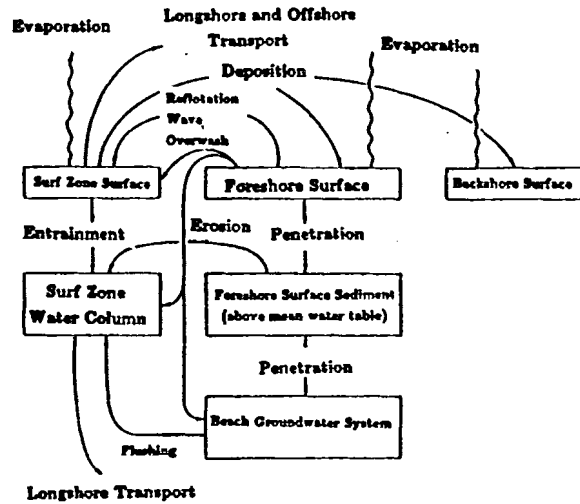 Longshore and Offshore
Evaporation
Transport
Evaporation
Deposition
Refloatation
Wave
Overwash
Surf Zone Surface
Foreshore Surface
Backshore Surface
Entrainment
Erosion
Penetration
Surf Zone
Water Column
Foreshore Surface Sediment
(above mean water table)
Penetration
Beach Groundwater System
Flushing
Longshore Transport